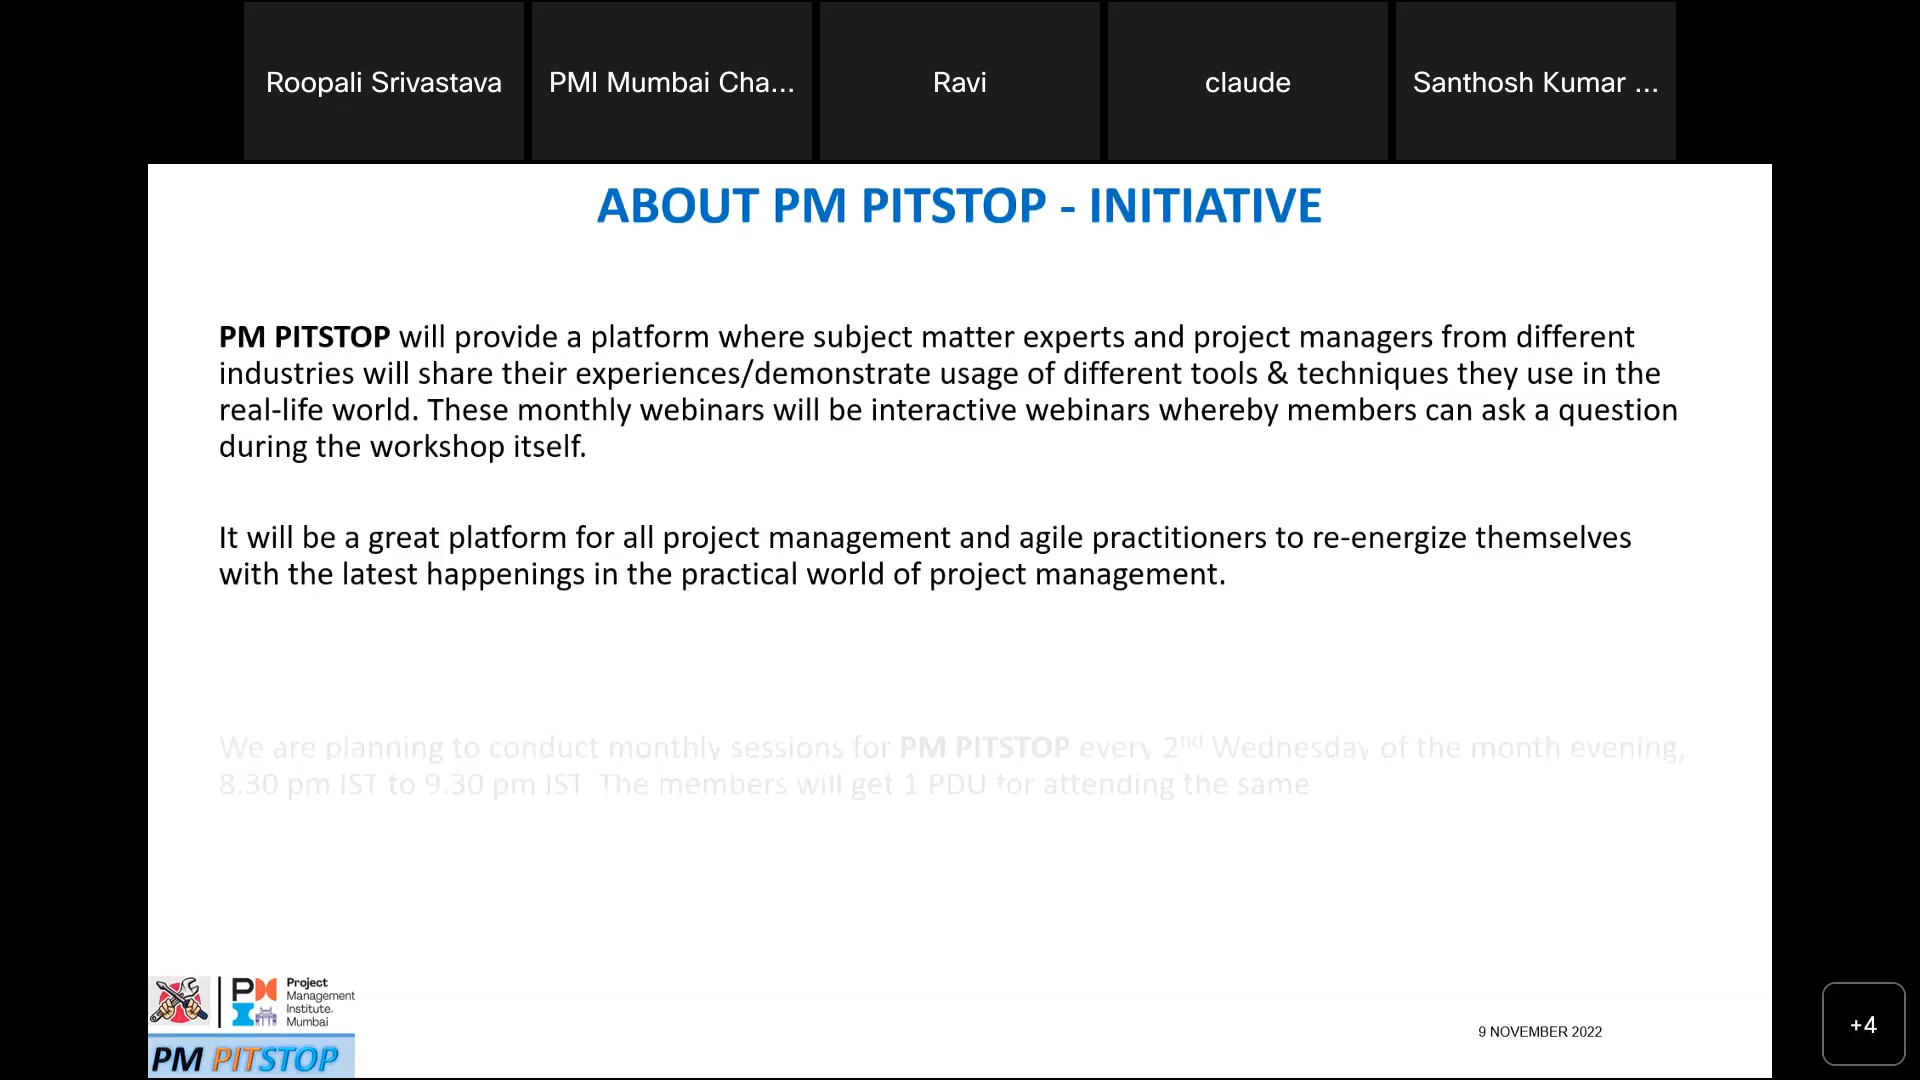 Roopali Srivastava
PMI Mumbai Cha...
Ravi
claude
Santhosh Kumar ...
ABOUT PM PITSTOP - INITIATIVE
PM PITSTOP will provide a platform where subject matter experts and project managers from different
industries will share their experiences/demonstrate usage of different tools & techniques they use in the
real-life world. These monthly webinars will be interactive webinars whereby members can ask a question
during the workshop itself.
It will be a great platform for all project management and agile practitioners to re-energize themselves
with the latest happenings in the practical world of project management.
We are planning to conduct monthly sessions for PM PITSTOP every 2nd Wednesday of the month evening,
8.30 pm IST to 9.30 pm IST. The members will get 1 PDU for attending the same
Project
Management
Institute.
Mumbai
PM PITSTOP
9 NOVEMBER 2022
+4